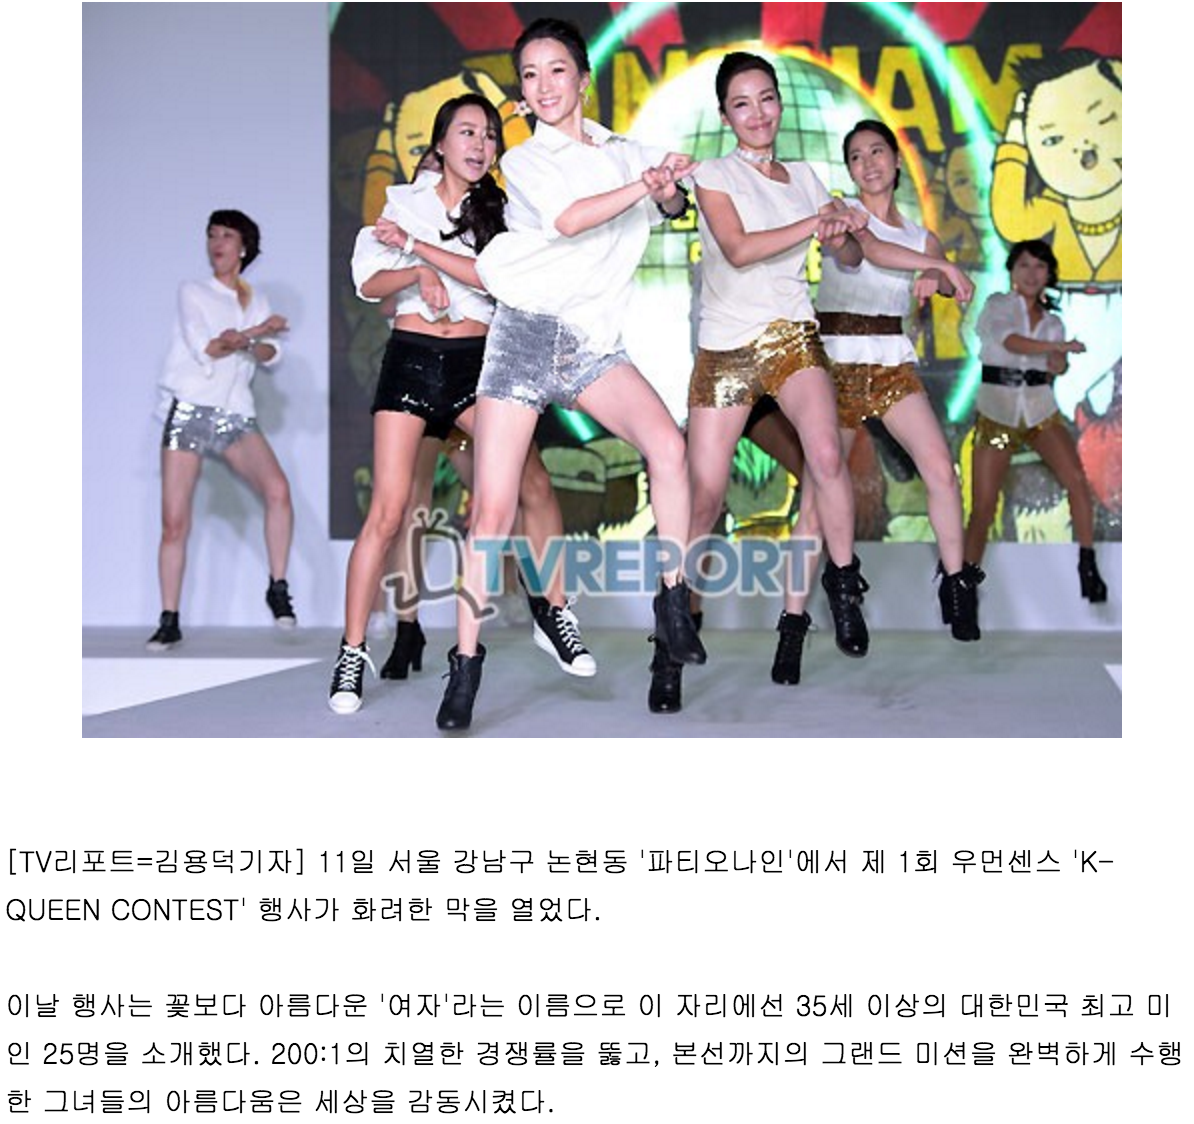 TVREPORT
[TV리포트=김용덕기자] 11일 서울 강남구 논현동 '파티오나인'에서 제 1회 우먼센스 'K-
QUEEN CONTEST' 행사가 화려한 막을 열었다.
이날 행사는 꽃보다 아름다운 '여자'라는 이름으로 이 자리에선 35세 이상의 대한민국 최고 미
인 25명을 소개했다. 200:1의 치열한 경쟁률을 뚫고, 본선까지의 그랜드 미션을 완벽하게 수행
한 그녀들의 아름다움은 세상을 감동시켰다.